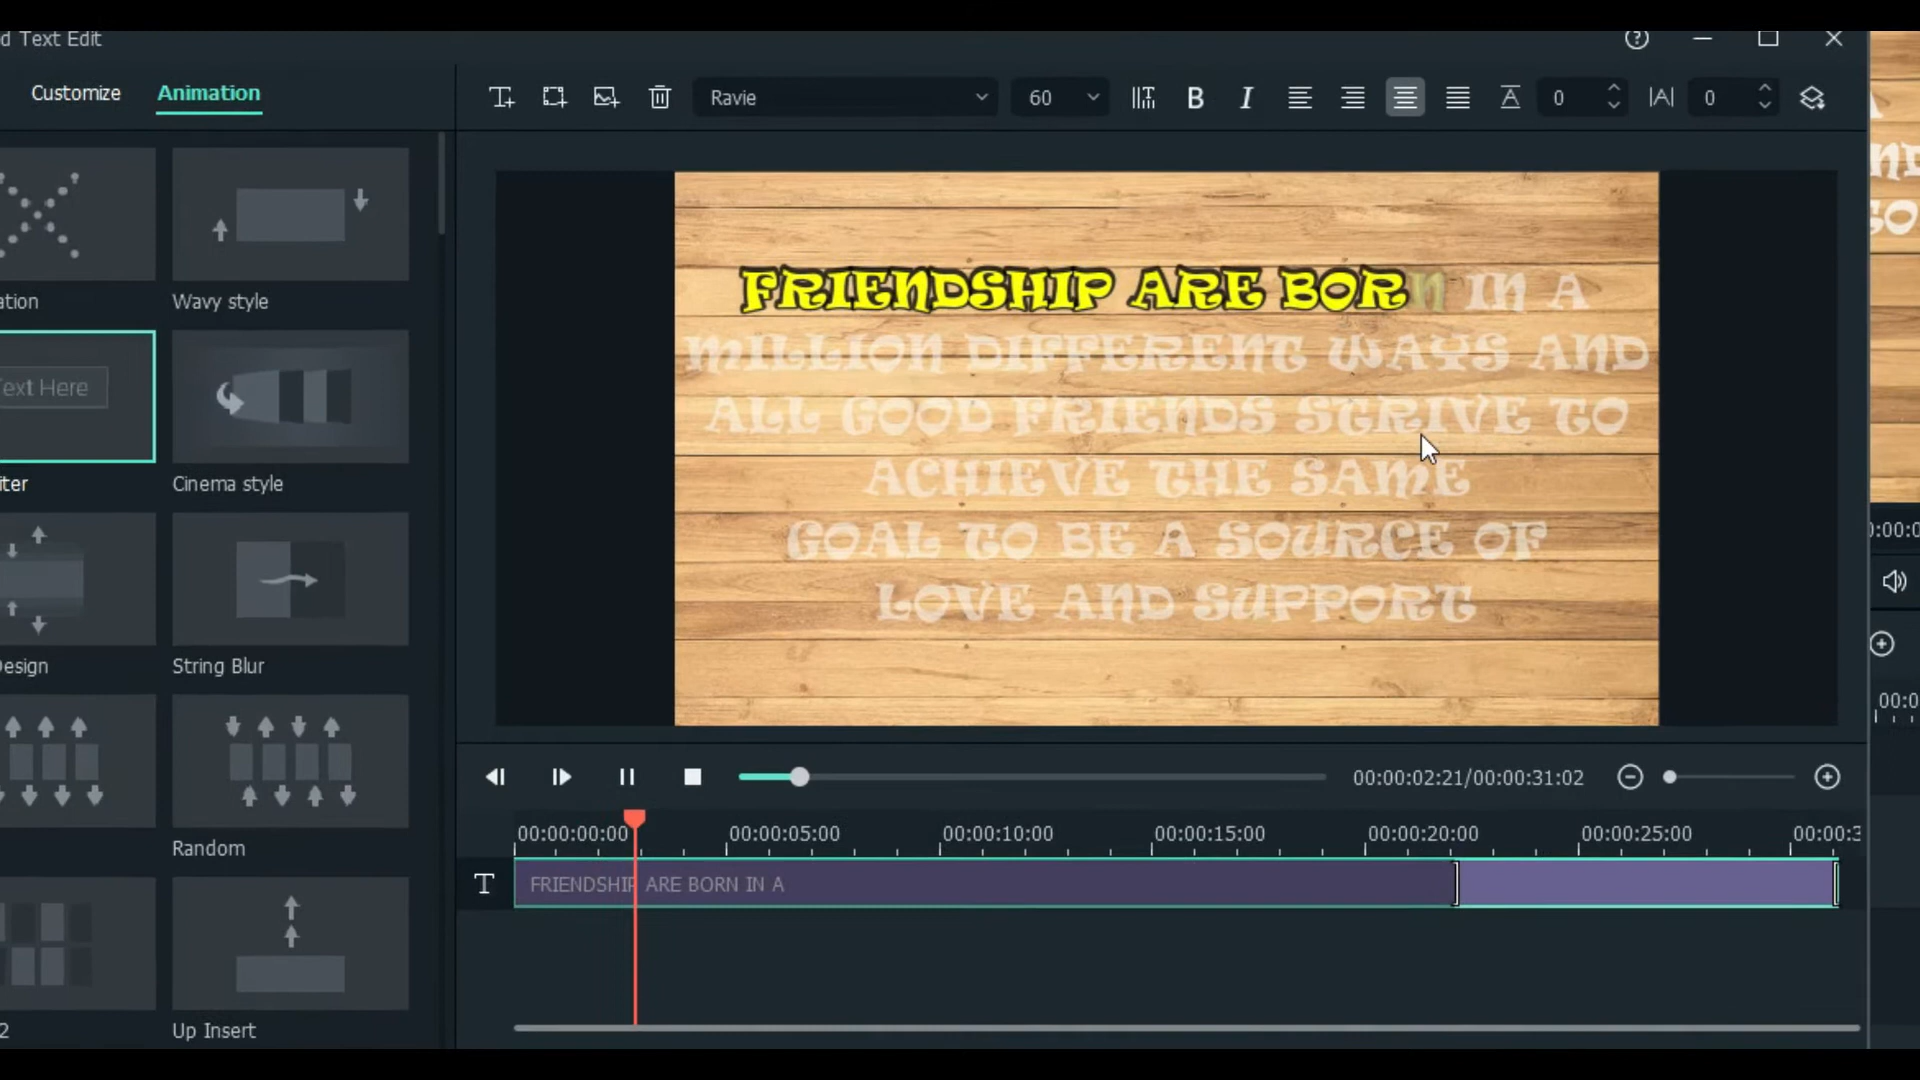 d Text Edit
Customize
Animation
Ravie
60
B
I
0
0
ation
Wavy style
Text Here
iter
Cinema style
Design
String Blur
Random
2
Up Insert
FRIENDSHIP ARE BORN IN A
MILLION DIFFERENT WAYS AND
ALL GOOD FRIENDS STRIVE TO
ACHIEVE THE SAME
GOAL TO BE A SOURCE OF
LOVE AND SUPPORT
00:00:02:21/00:00:31:02
00:00:00:00
00:00:05:00
00:00:10:00
00:00:15:00
00:00:20:00
00:00:25:00
00:00:3
T
FRIENDSHIP ARE BORN IN A